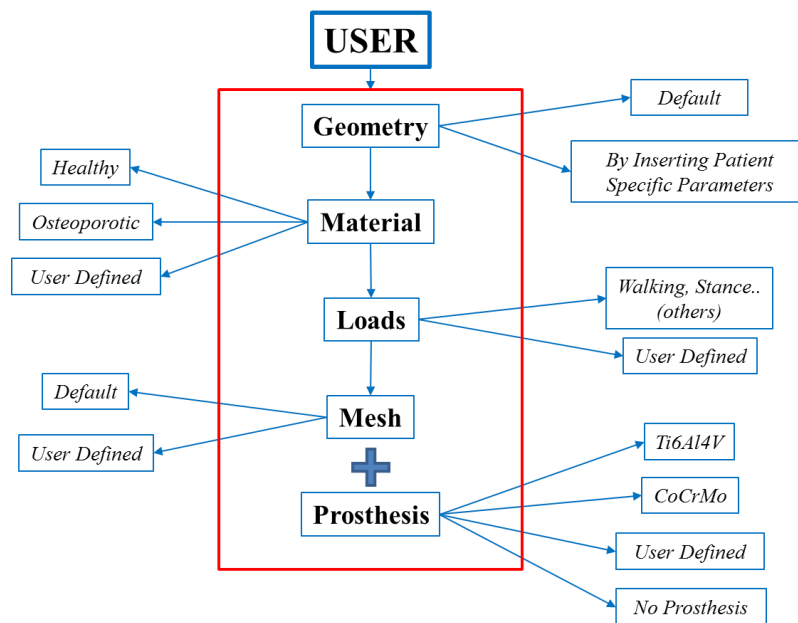 USER
Geometry
Default
By Inserting Patient
Specific Parameters
Healthy
Osteoporotic
User Defined
Material
Loads
Walking, Stance..
(others)
User Defined
Default
User Defined
Mesh
Prosthesis
Ti6Al4V
CoCrMo
User Defined
No Prosthesis